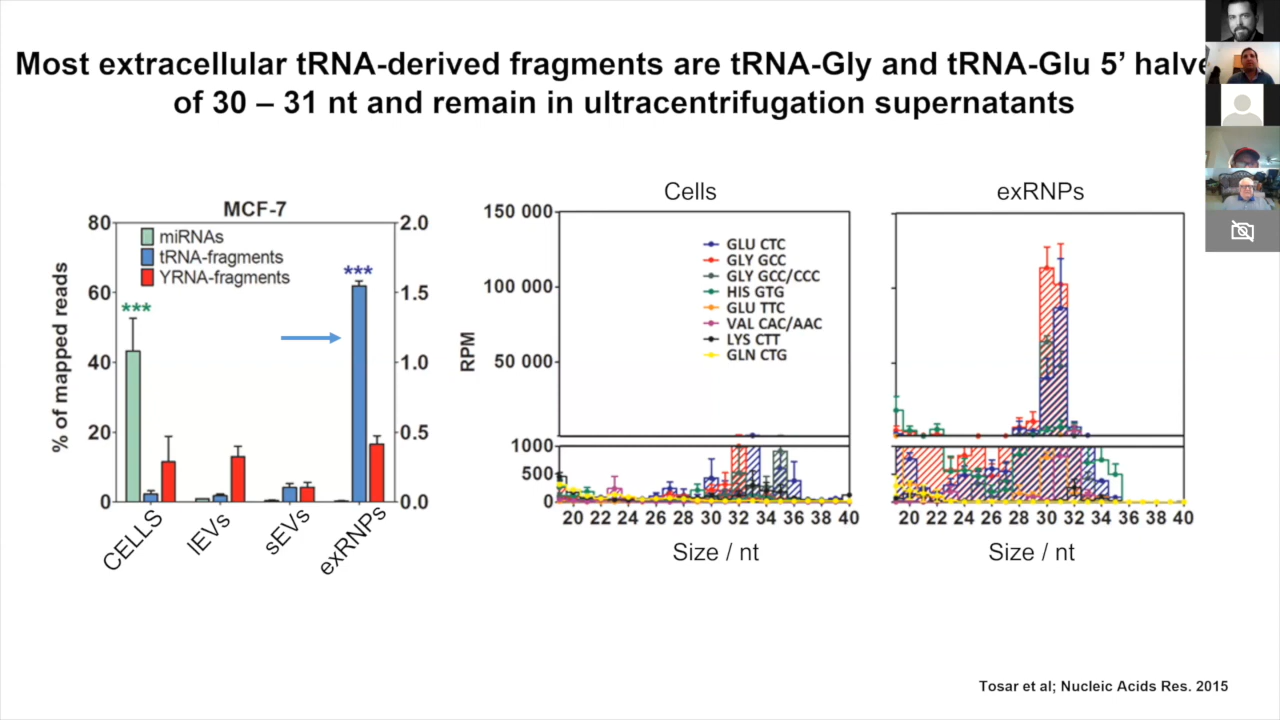 Most extracellular tRNA-derived fragments are tRNA-Gly and tRNA-Glu 5’ halve
of 30 – 31 nt and remain in ultracentrifugation supernatants
MCF-7
miRNAs
tRNA-fragments
YRNA-fragments
% of mapped reads
80
60
40
20
0
2.0
1.5
1.0
0.5
0.0
***
***
CELLS
lEVs
sEVs
exRNPs
Cells
RPM
150 000
100 000
50 000
1000
500
0
GLU CTC
GLY GCC
GLY GCC/CCC
HIS GTG
GLU TTC
VAL CAC/AAC
LYS CTT
GLN CTG
20 22 24 26 28 30 32 34 36 38 40
Size / nt
exRNPs
20 22 24 26 28 30 32 34 36 38 40
Size / nt
Tosar et al; Nucleic Acids Res. 2015